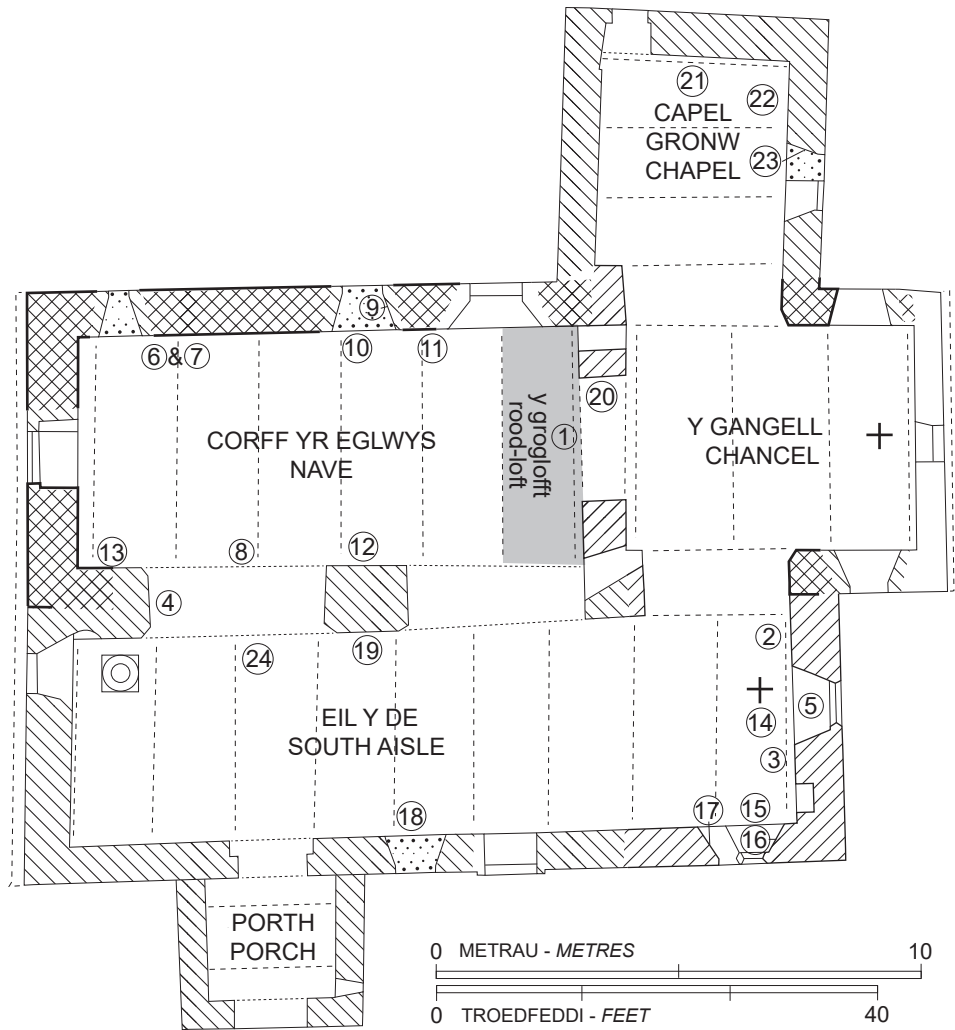 21
22
CAPEL
GRONW
CHAPEL
23
9
6 & 7
10
11
20
y groglofft
rood-loft
1
CORFF YR EGLWYS
NAVE
Y GANGELL
CHANCEL
13
8
12
4
24
19
2
5
14
3
EIL Y DE
SOUTH AISLE
18
17
15
16
PORTH
PORCH
0 METRAU - METRES 10
0 TROEDFEDDI - FEET 40